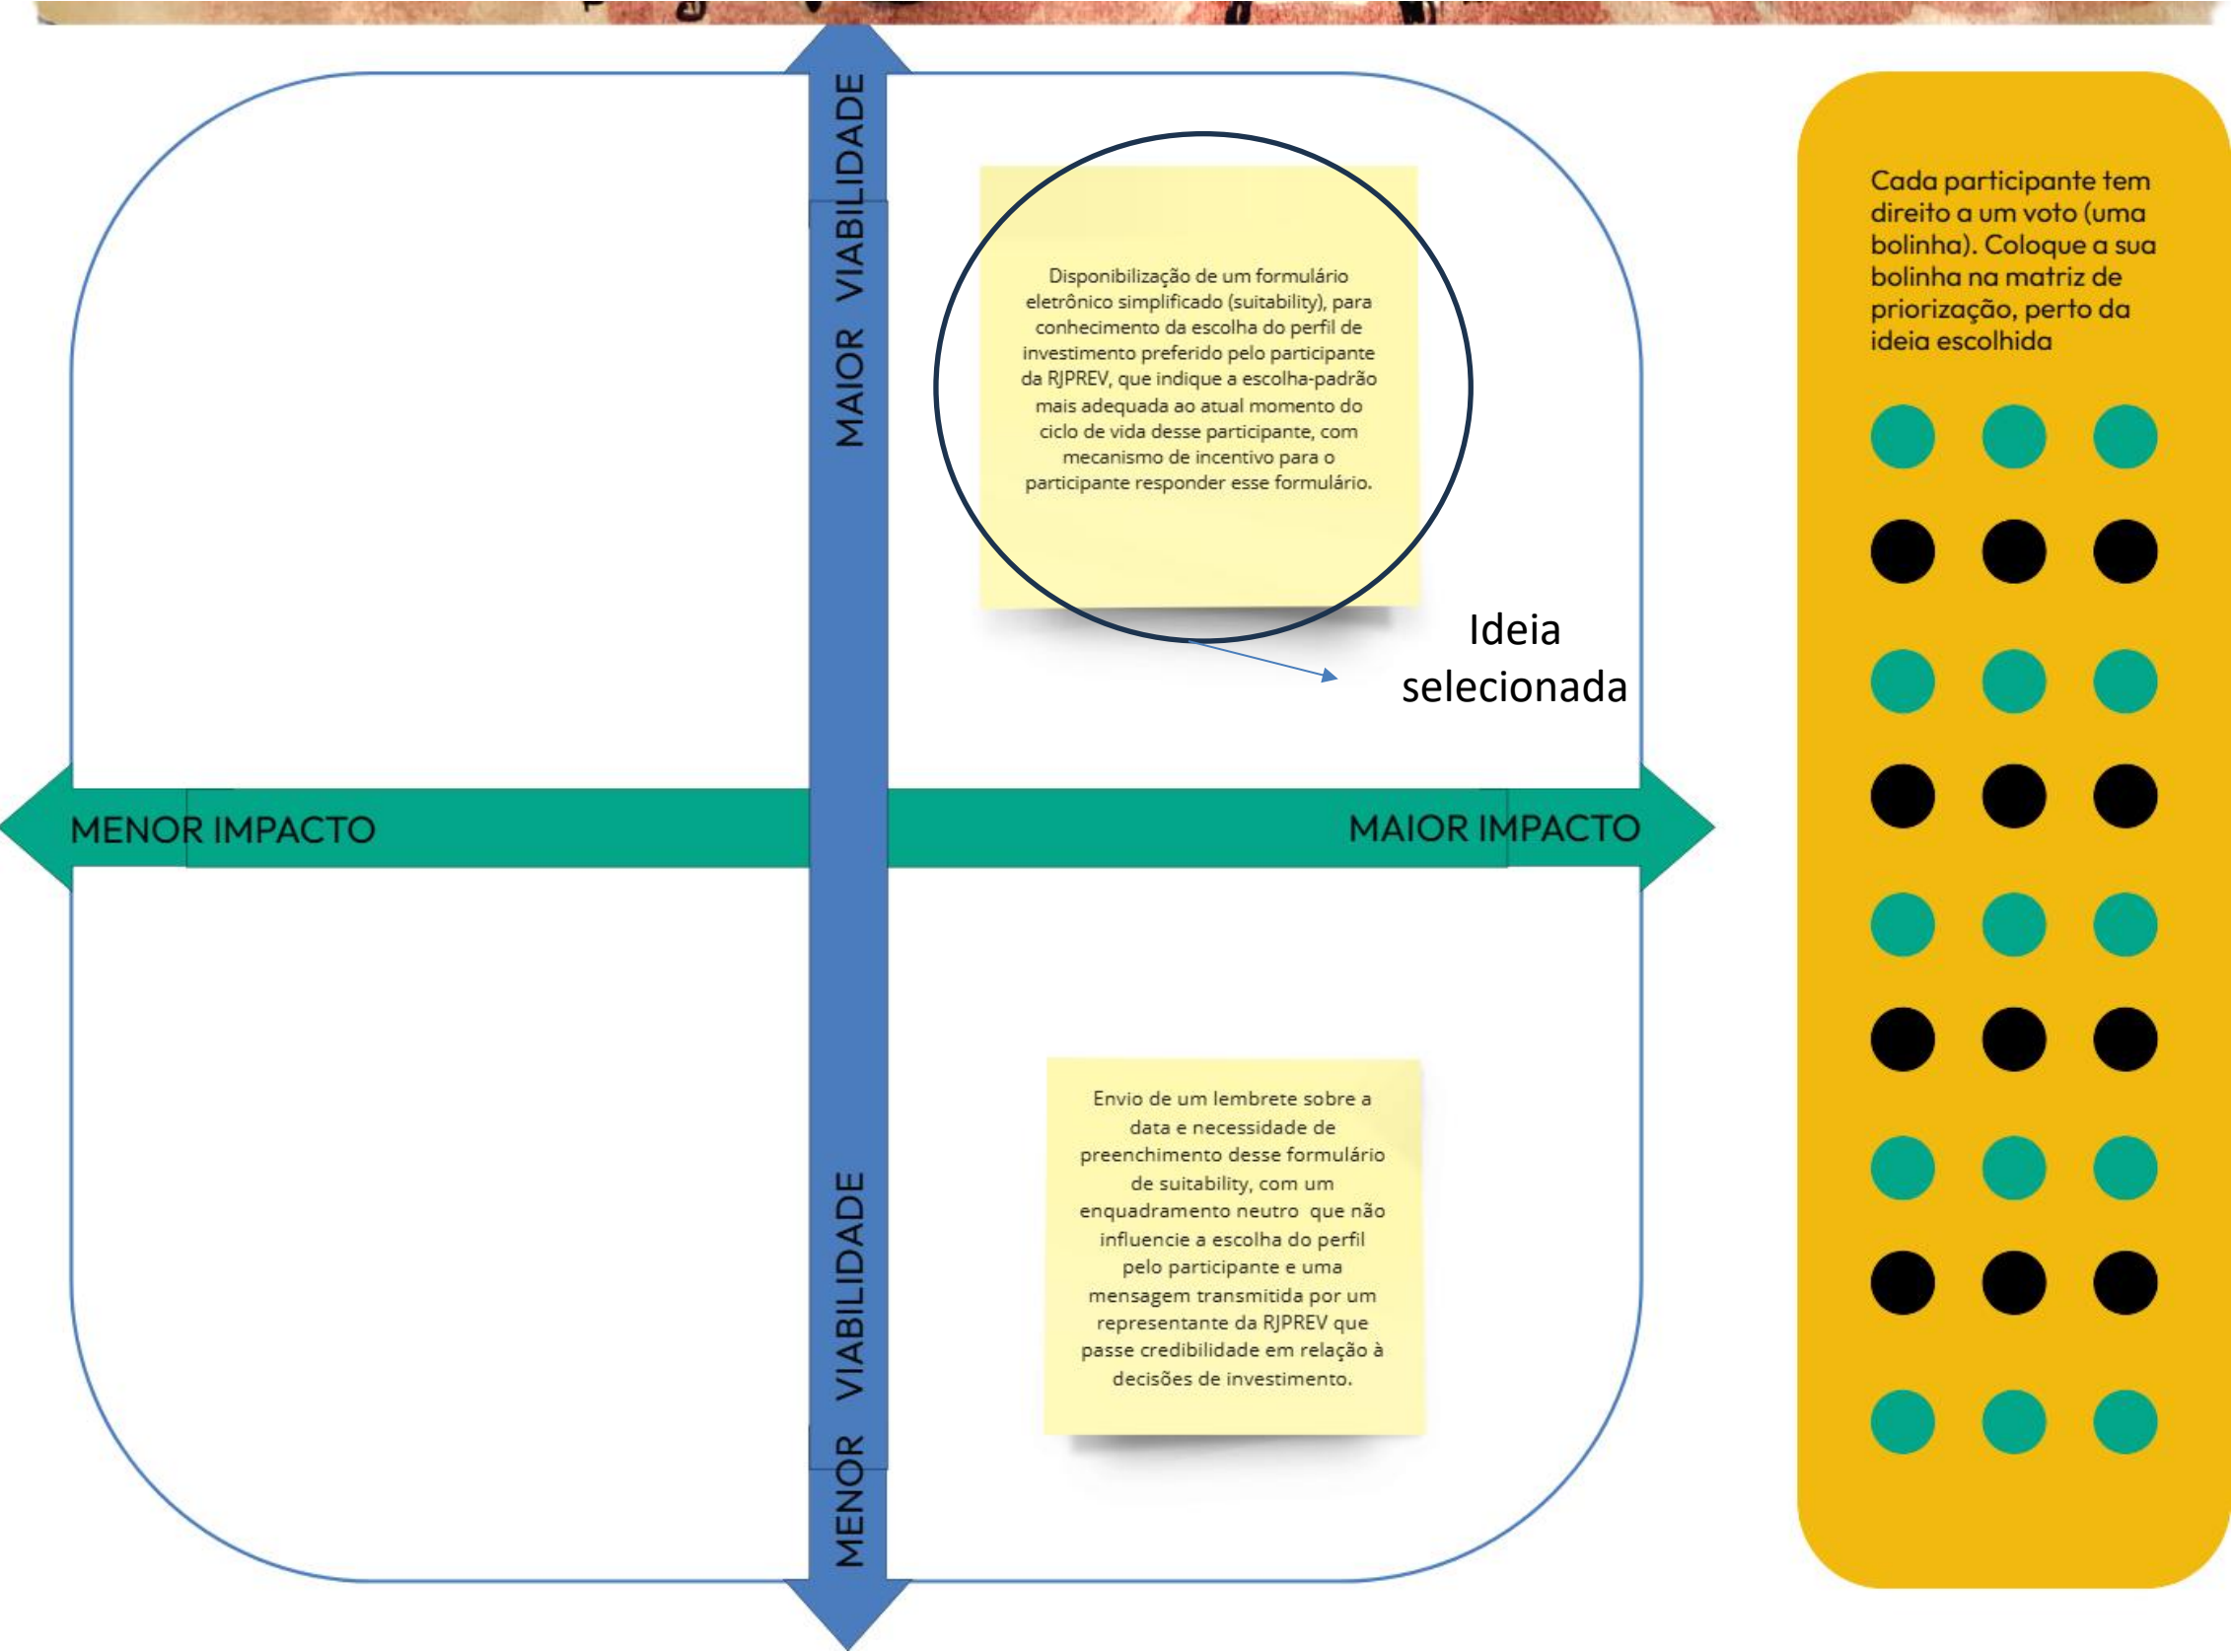 MAIOR VIABILIDADE
Disponibilização de um formulário
eletrônico simplificado (suitability), para
conhecimento da escolha do perfil de
investimento preferido pelo participante
da RJPREV, que indique a escolha-padrão
mais adequada ao atual momento do
ciclo de vida desse participante, com
mecanismo de incentivo para o
participante responder esse formulário.
Ideia
selecionada
MENOR IMPACTO
MAIOR IMPACTO
MENOR VIABILIDADE
Envio de um lembrete sobre a
data e necessidade de
preenchimento desse formulário
de suitability, com um
enquadramento neutro que não
influencie a escolha do perfil
pelo participante e uma
mensagem transmitida por um
representante da RJPREV que
passe credibilidade em relação à
decisões de investimento.
Cada participante tem
direito a um voto (uma
bolinha). Coloque a sua
bolinha na matriz de
priorização, perto da
ideia escolhida